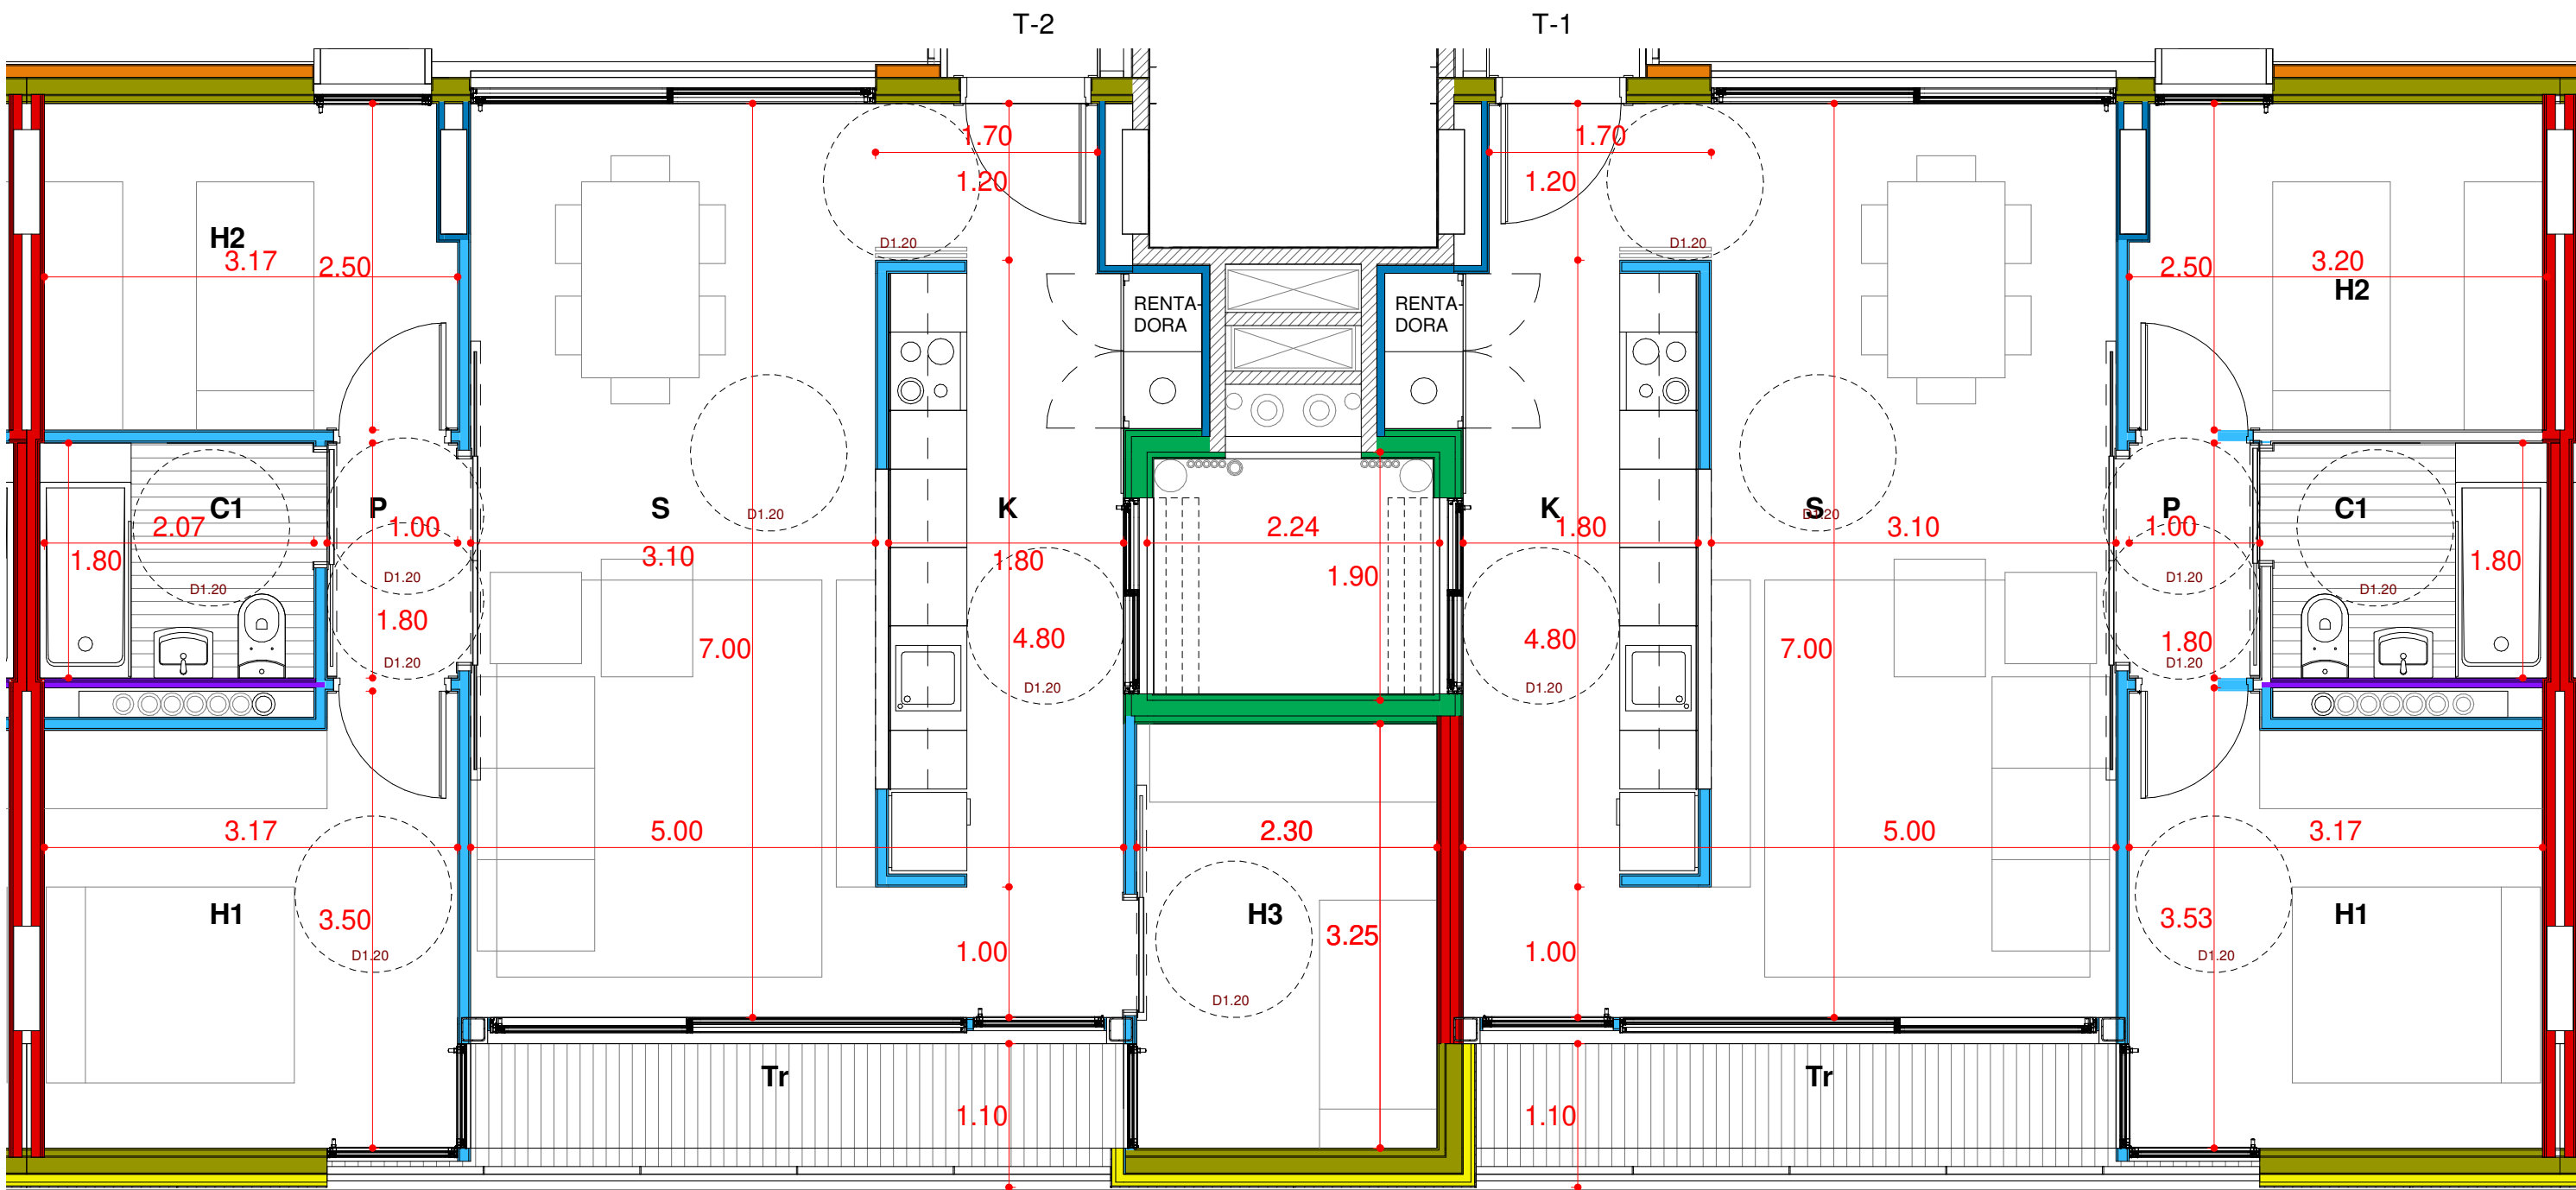 T-2
T-1
1.70
1.70
1.20
1.20
D1.20
D1.20
H2
3.17
2.50
2.50
3.20
H2
RENTA-
DORA
RENTA-
DORA
C1
P
S
K
K
S
P
C1
D1.20
D1.20
2.07
1.00
3.10
1.80
2.24
1.80
3.10
1.00
1.80
1.90
1.80
D1.20
D1.20
D1.20
D1.20
1.80
7.00
4.80
4.80
7.00
1.80
D1.20
D1.20
D1.20
D1.20
3.17
5.00
2.30
5.00
3.17
H1
3.50
H3
3.25
3.53
H1
D1.20
1.00
1.00
D1.20
D1.20
Tr
Tr
1.10
1.10